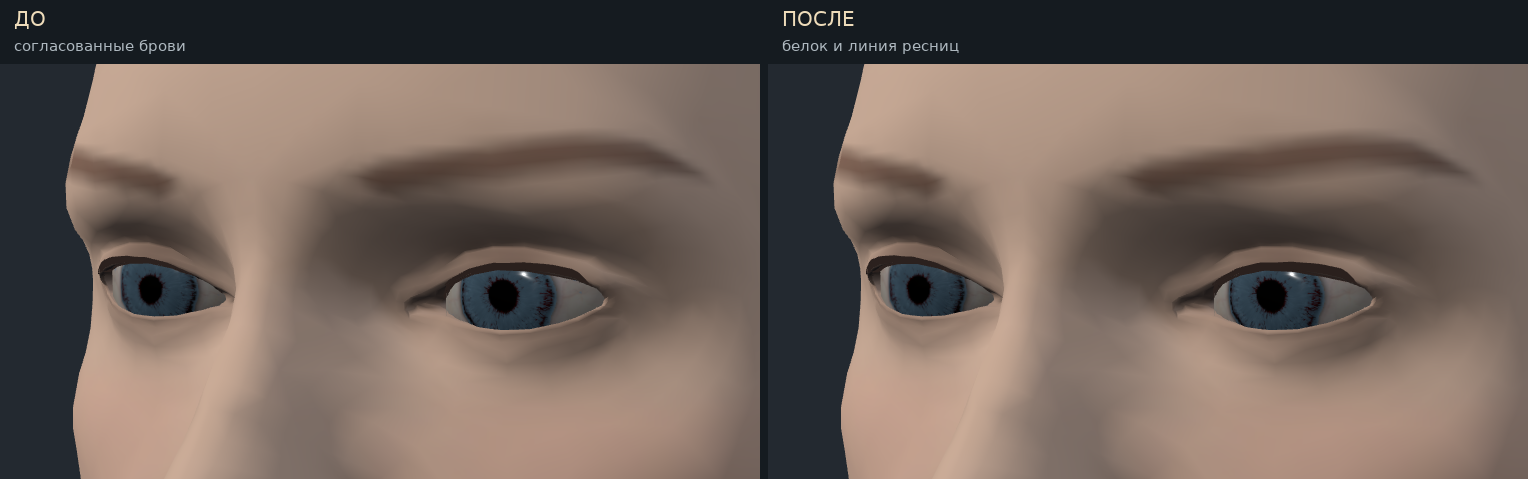 ДО
согласованные брови
ПОСЛЕ
белок и линия ресниц